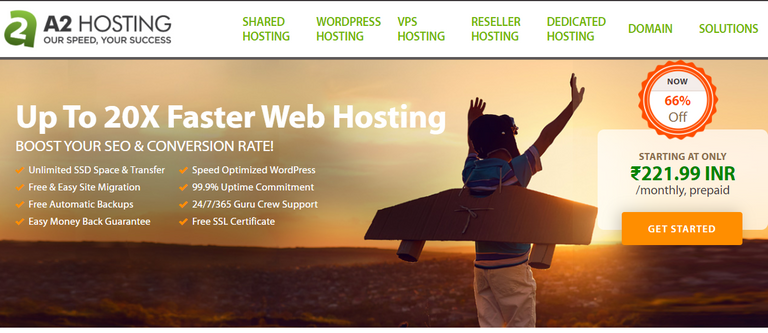 A2 HOSTING
OUR SPEED, YOUR SUCCESS
SHARED
HOSTING
WORDPRESS
HOSTING
VPS
HOSTING
RESELLER
HOSTING
DEDICATED
HOSTING
DOMAIN
SOLUTIONS
Up To 20X Faster Web Hosting
BOOST YOUR SEO & CONVERSION RATE!
Unlimited SSD Space & Transfer
Free & Easy Site Migration
Free Automatic Backups
Easy Money Back Guarantee
Speed Optimized WordPress
99.9% Uptime Commitment
24/7/365 Guru Crew Support
Free SSL Certificate
NOW
66%
Off
STARTING AT ONLY
₹221.99 INR
/monthly, prepaid
GET STARTED